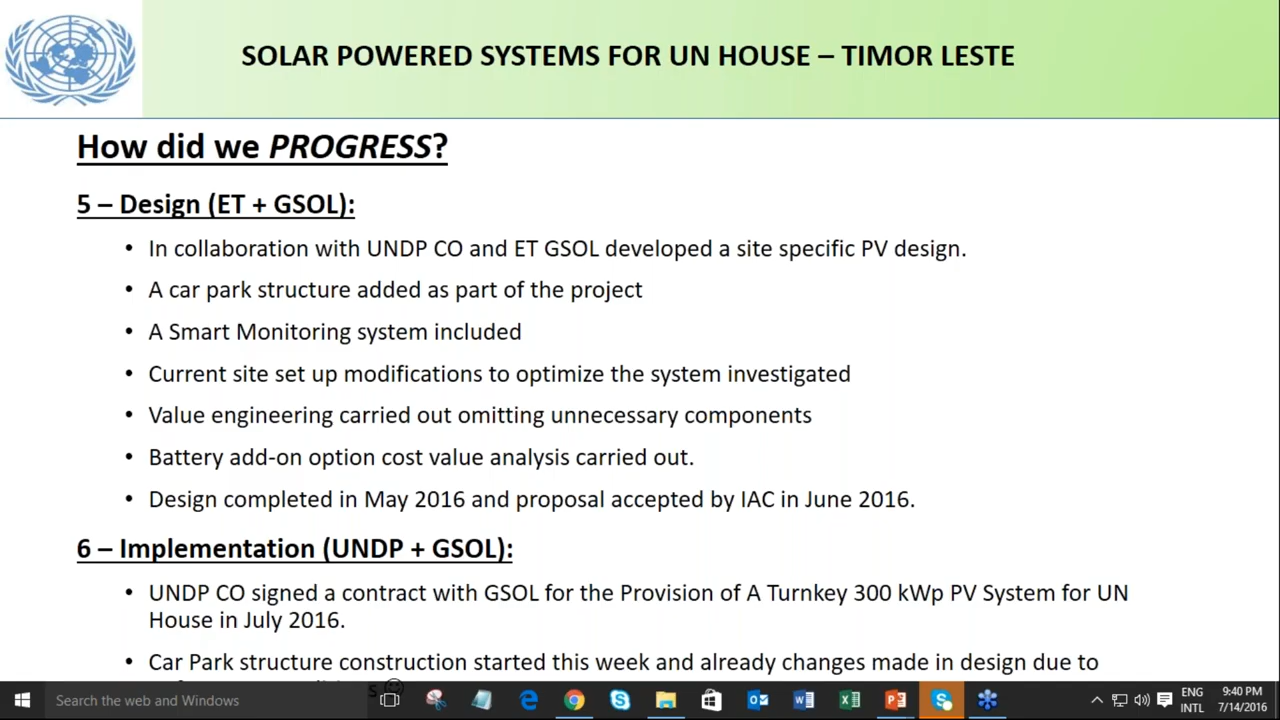 SOLAR POWERED SYSTEMS FOR UN HOUSE – TIMOR LESTE
How did we PROGRESS?
5 – Design (ET + GSOL):
• In collaboration with UNDP CO and ET GSOL developed a site specific PV design.
• A car park structure added as part of the project
• A Smart Monitoring system included
• Current site set up modifications to optimize the system investigated
• Value engineering carried out omitting unnecessary components
• Battery add-on option cost value analysis carried out.
• Design completed in May 2016 and proposal accepted by IAC in June 2016.
6 – Implementation (UNDP + GSOL):
• UNDP CO signed a contract with GSOL for the Provision of A Turnkey 300 kWp PV System for UN
House in July 2016.
• Car Park structure construction started this week and already changes made in design due to
Search the web and Windows
ENG
INTL
9:40 PM
7/14/2016